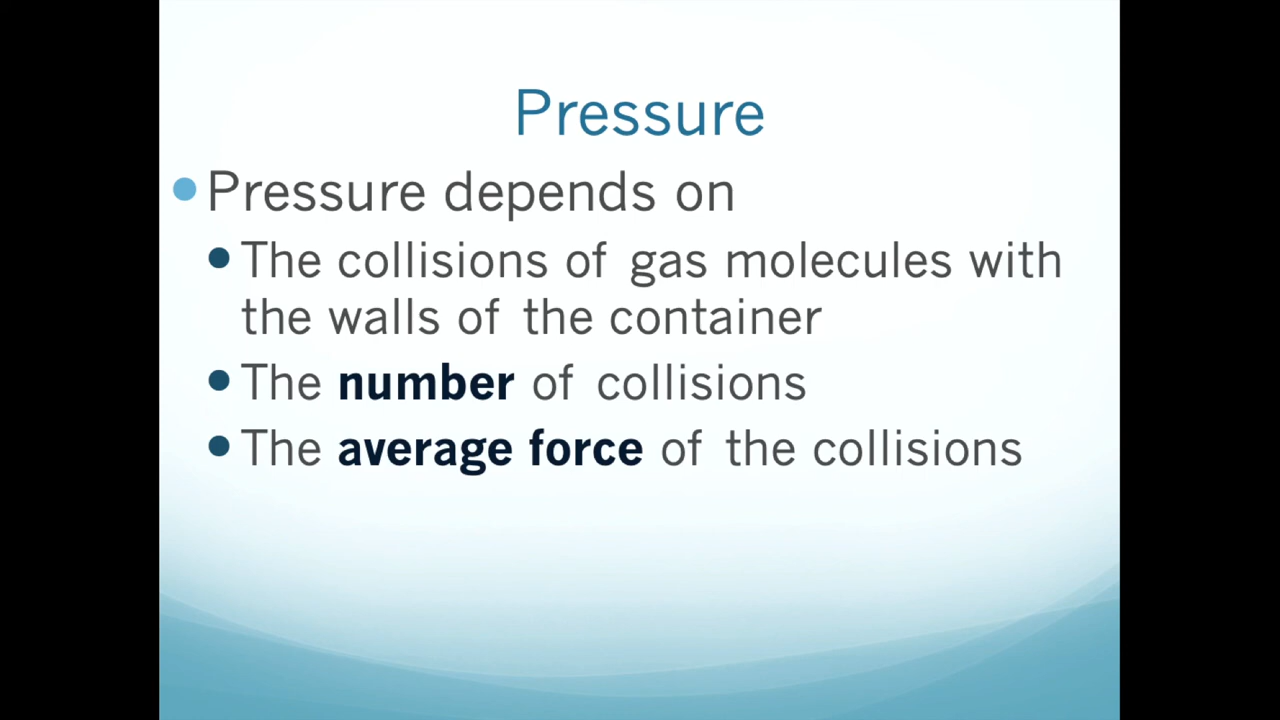 Pressure
Pressure depends on
The collisions of gas molecules with
the walls of the container
The number of collisions
The average force of the collisions